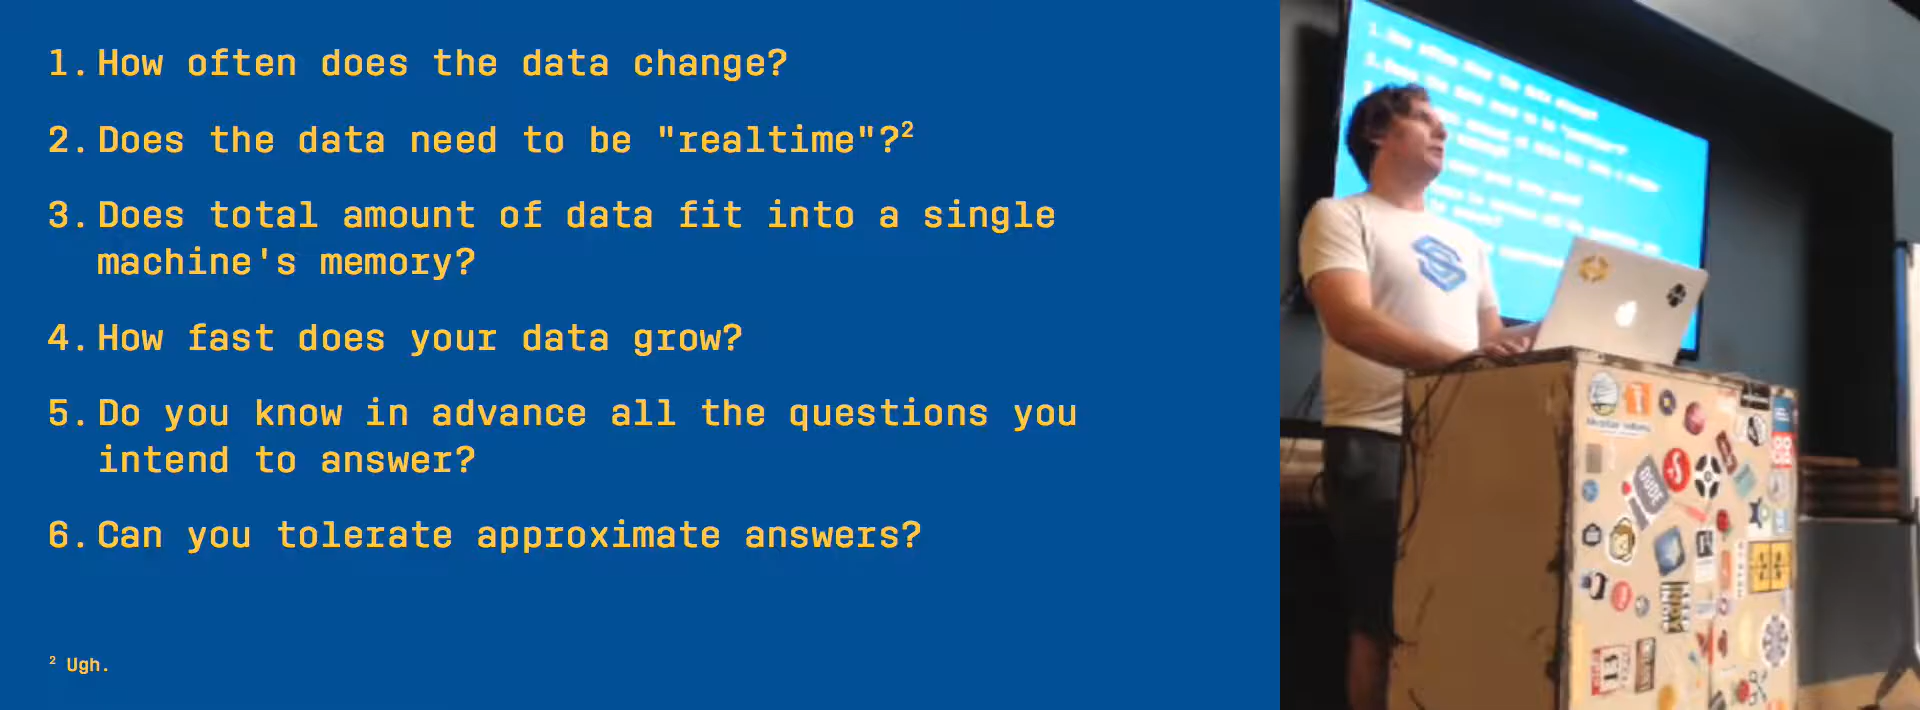 1. How often does the data change?
2. Does the data need to be "realtime"?²
3. Does total amount of data fit into a single
machine's memory?
4. How fast does your data grow?
5. Do you know in advance all the questions you
intend to answer?
6. Can you tolerate approximate answers?
² Ugh.
DUDE